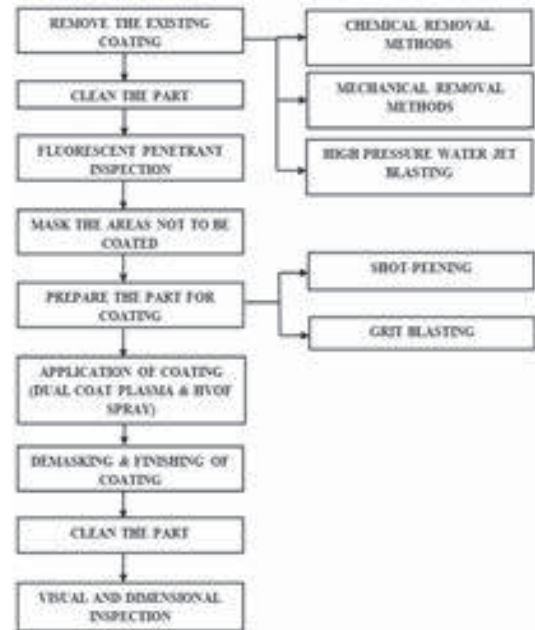 REMOVE THE EXISTING
COATING
CHEMICAL REMOVAL
METHODS
MECHANICAL REMOVAL
METHODS
HIGH PRESSURE WATER JET
BLASTING
CLEAN THE PART
FLUORESCENT PENETRANT
INSPECTION
MASK THE AREAS NOT TO BE
COATED
PREPARE THE PART FOR
COATING
SHOT-PEENING
GRIT BLASTING
APPLICATION OF COATING
(DUAL COAT PLASMA & HVOF
SPRAY)
DEMASKING & FINISHING OF
COATING
CLEAN THE PART
VISUAL AND DIMENSIONAL
INSPECTION